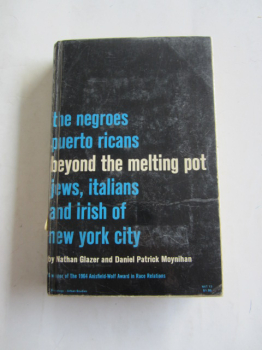 the negroes
puerto ricans
beyond the melting pot
jews, italians
and irish of
new york city
by Nathan Glazer and Daniel Patrick Moynihan
of the 1964 Anisfield-Wolf Award in Race Relations